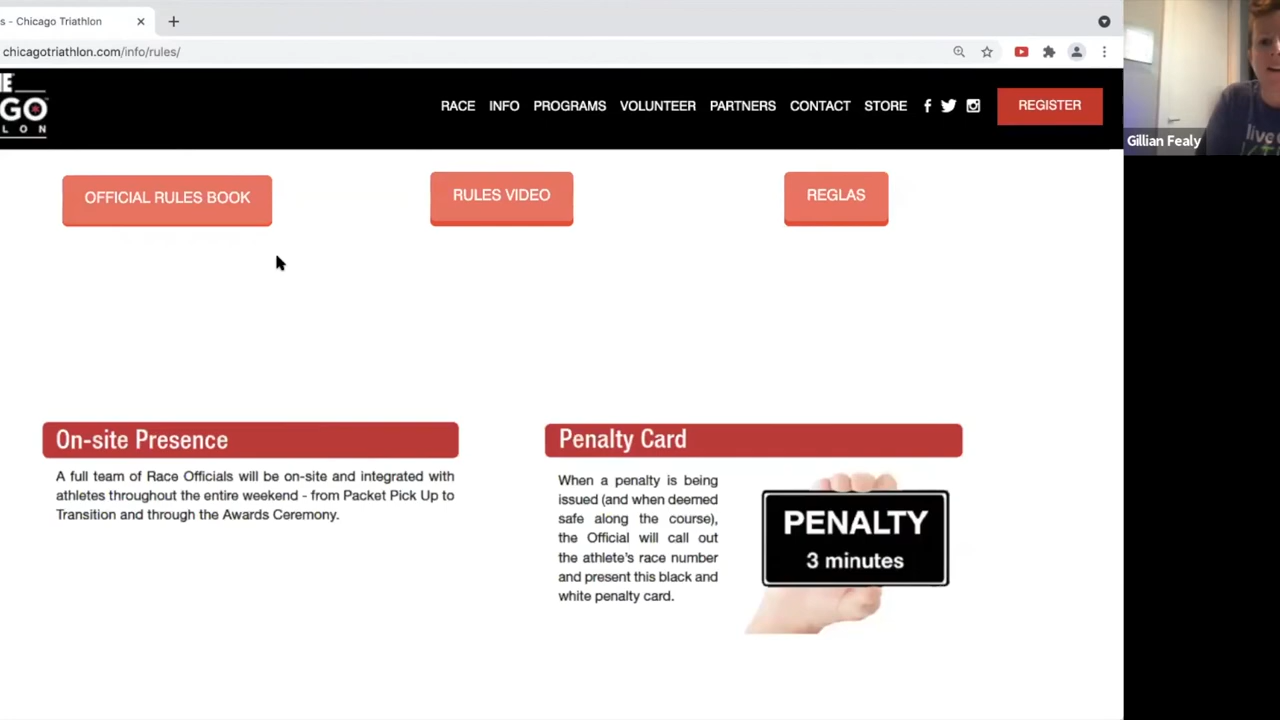 s - Chicago Triathlon
chicagotriathlon.com/info/rules/
GO
LON
RACE INFO PROGRAMS VOLUNTEER PARTNERS CONTACT STORE REGISTER
Gillian Fealy
live
OFFICIAL RULES BOOK
RULES VIDEO
REGLAS
On-site Presence
A full team of Race Officials will be on-site and integrated with
athletes throughout the entire weekend - from Packet Pick Up to
Transition and through the Awards Ceremony.
Penalty Card
When a penalty is being
issued (and when deemed
safe along the course),
the Official will call out
the athlete's race number
and present this black and
white penalty card.
PENALTY
3 minutes